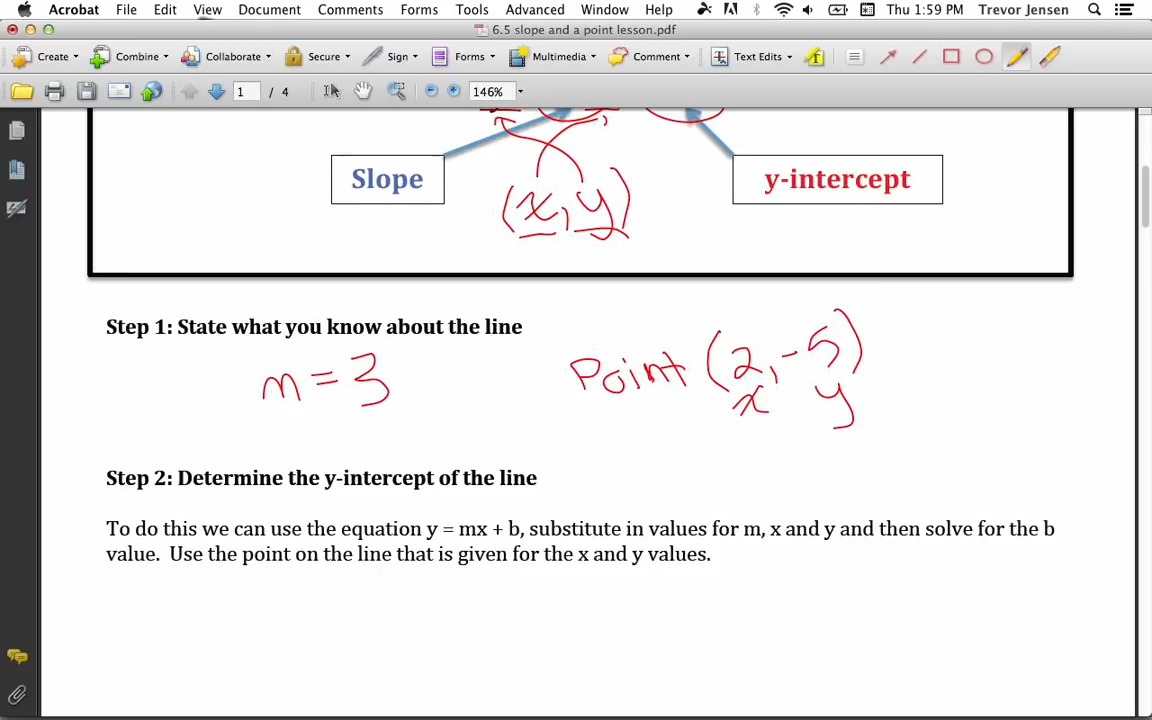 Acrobat File Edit View Document Comments Forms Tools Advanced Window Help Thu 1:59 PM Trevor Jensen
6.5 slope and a point lesson.pdf
Create Combine Collaborate Secure Sign Forms Multimedia Comment Text Edits
1 / 4 146%
Slope
y-intercept
(x, y)
Step 1: State what you know about the line
m = 3
Point (2, -5)
x y
Step 2: Determine the y-intercept of the line
To do this we can use the equation y = mx + b, substitute in values for m, x and y and then solve for the b
value. Use the point on the line that is given for the x and y values.